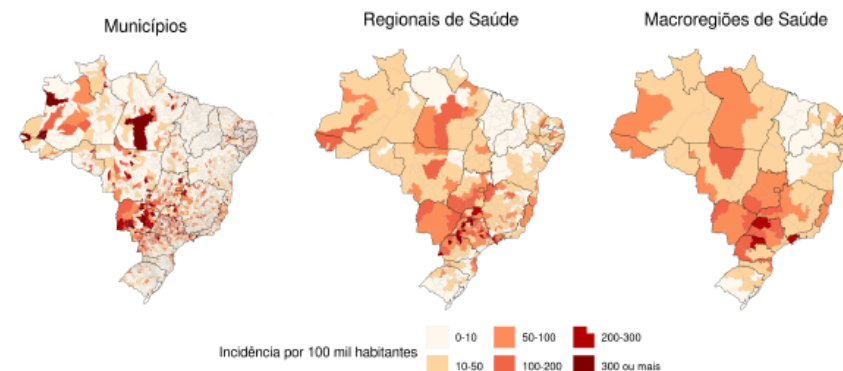 Municípios
Regionais de Saúde
Macroregiões de Saúde
Incidência por 100 mil habitantes
0-10
50-100
200-300
10-50
100-200
300 ou mais